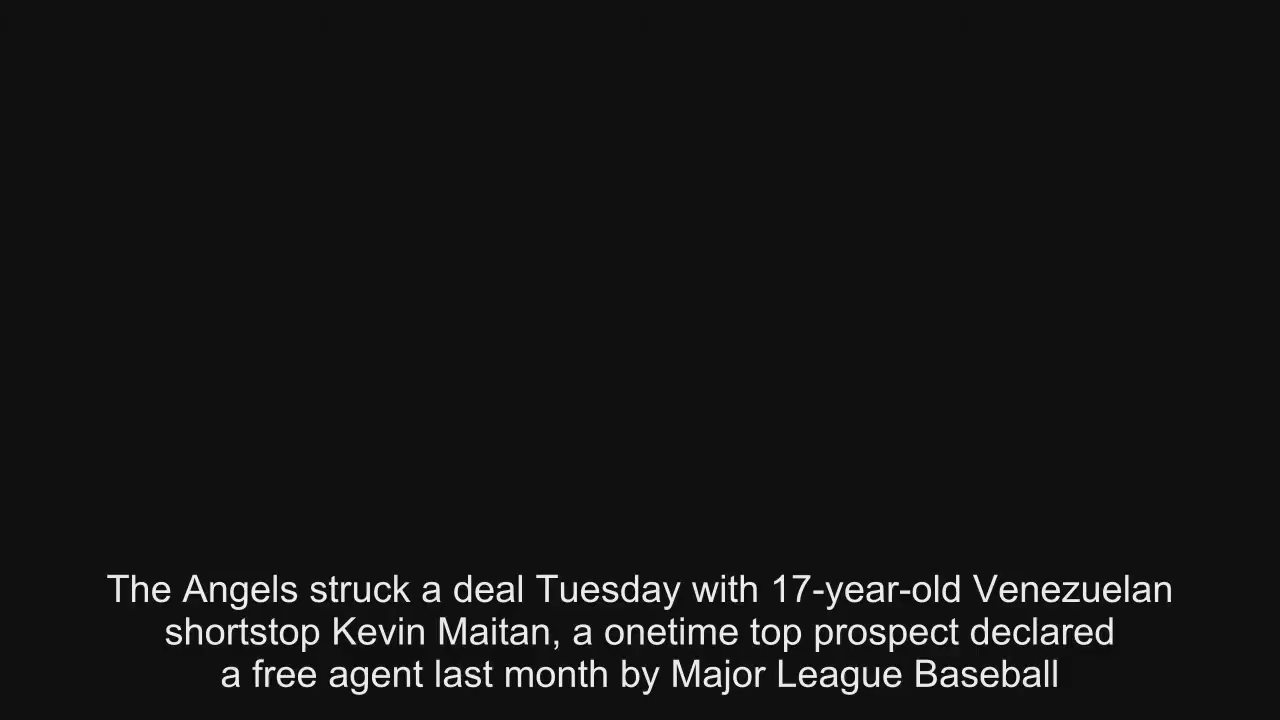 The Angels struck a deal Tuesday with 17-year-old Venezuelan
shortstop Kevin Maitan, a onetime top prospect declared
a free agent last month by Major League Baseball